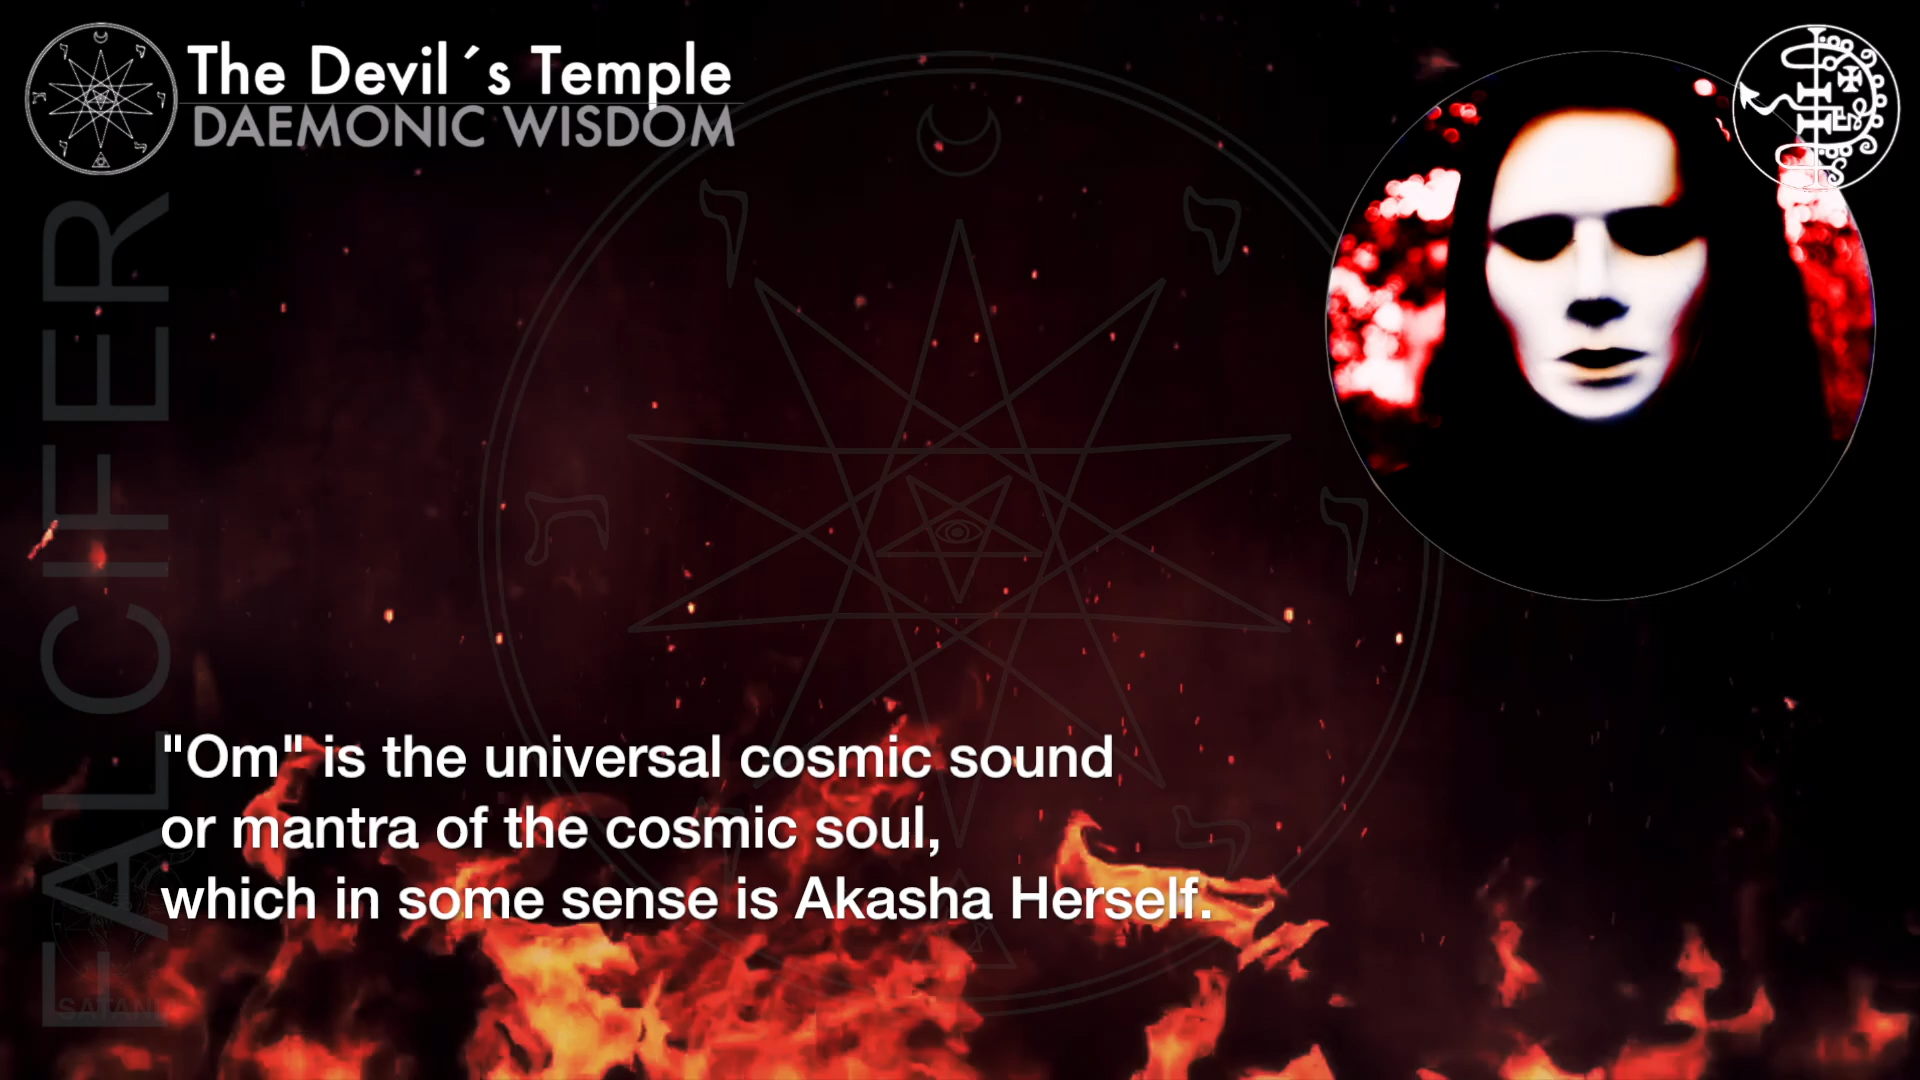 The Devil´s Temple
DAEMONIC WISDOM
FALCIFER
"Om" is the universal cosmic sound
or mantra of the cosmic soul,
which in some sense is Akasha Herself.